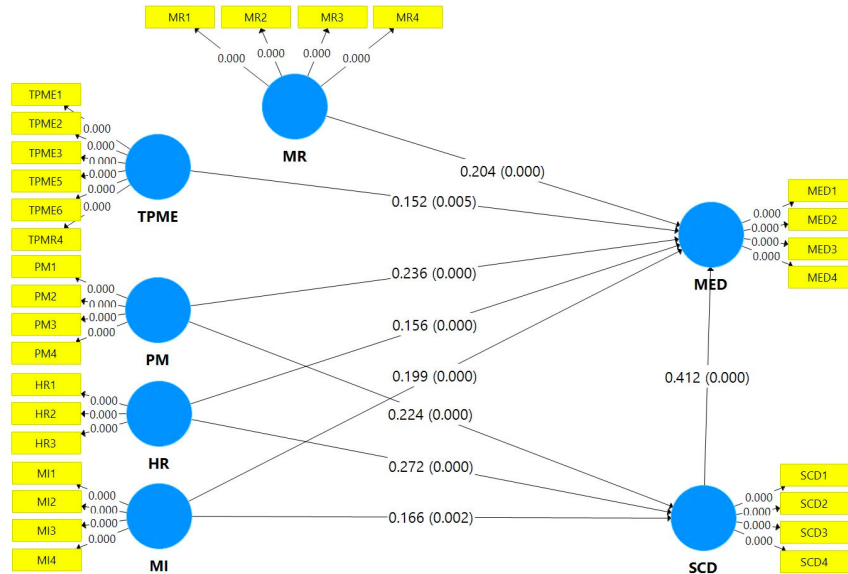 MR1 MR2 MR3 MR4
0.000 0.000 0.000 0.000
MR
TPME1
TPME2
TPME3
TPME5
TPME6
TPMR4
0.000
0.000
0.000
0.000
0.000
0.000
TPME
PM1
PM2
PM3
PM4
0.000
0.000
0.000
0.000
PM
HR1
HR2
HR3
0.000
0.000
0.000
HR
MI1
MI2
MI3
MI4
0.000
0.000
0.000
0.000
MI
0.204 (0.000)
0.152 (0.005)
0.236 (0.000)
0.156 (0.000)
0.199 (0.000)
0.224 (0.000)
0.272 (0.000)
0.166 (0.002)
0.412 (0.000)
MED
0.000
0.000
0.000
0.000
MED1
MED2
MED3
MED4
SCD
0.000
0.000
0.000
0.000
SCD1
SCD2
SCD3
SCD4